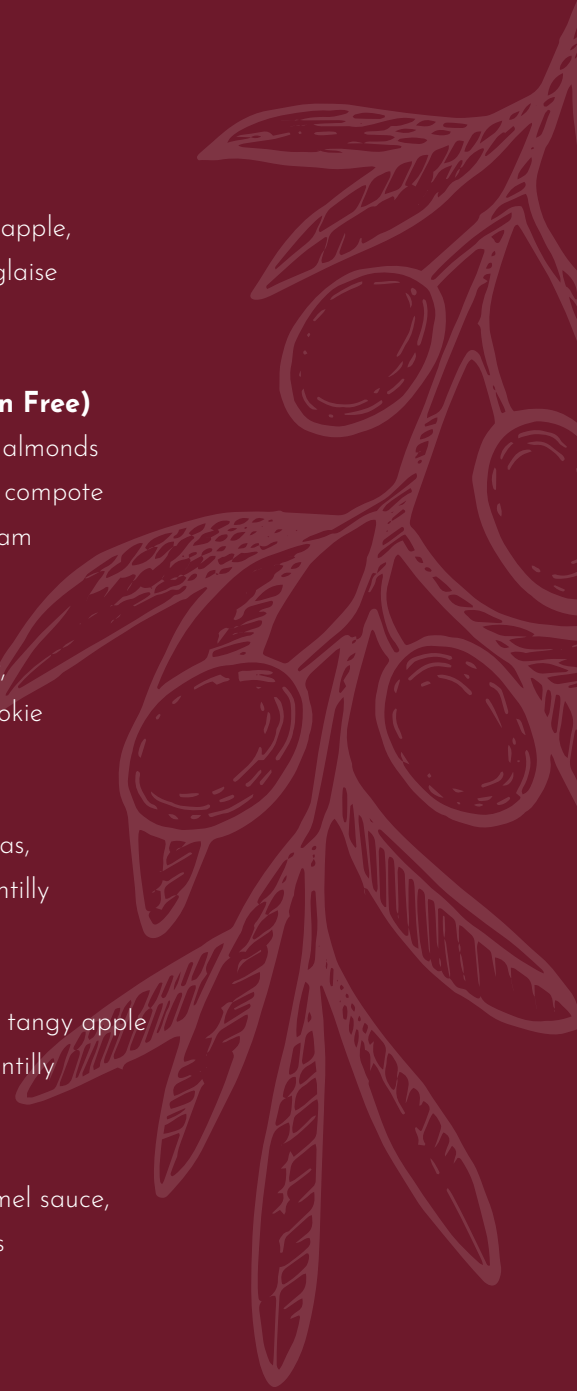 apple,
glaise
n Free)
almonds
compote
am
,
okie
as,
ntilly
tangy apple
ntilly
mel sauce,
s